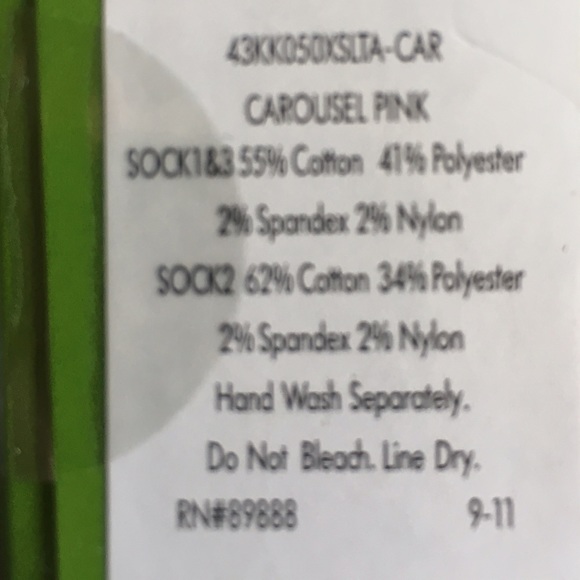 43KK050XSLTA-CAR
CAROUSEL PINK
SOCK1&3 55% Cotton 41% Polyester
2% Spandex 2% Nylon
SOCK2 62% Cotton 34% Polyester
2% Spandex 2% Nylon
Hand Wash Separately.
Do Not Bleach. Line Dry.
RN#89888 9-11